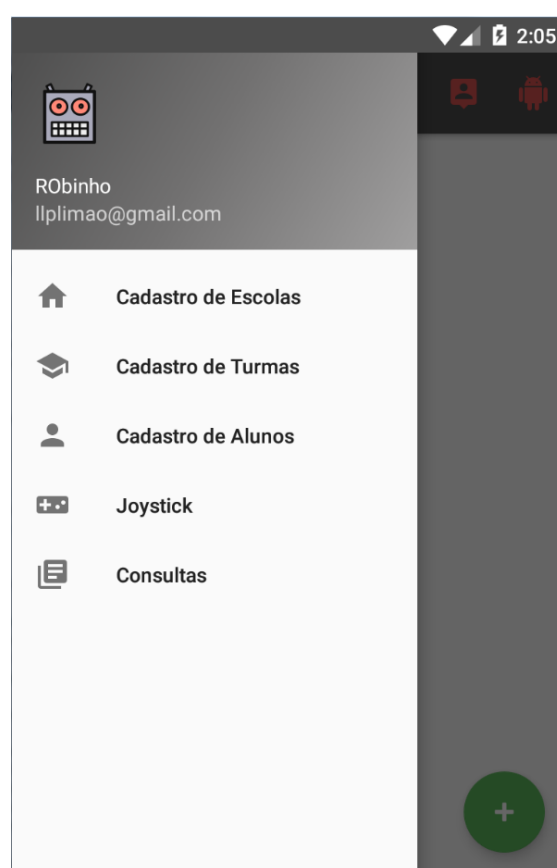 2:05
RObinho
llplimao@gmail.com
Cadastro de Escolas
Cadastro de Turmas
Cadastro de Alunos
Joystick
Consultas